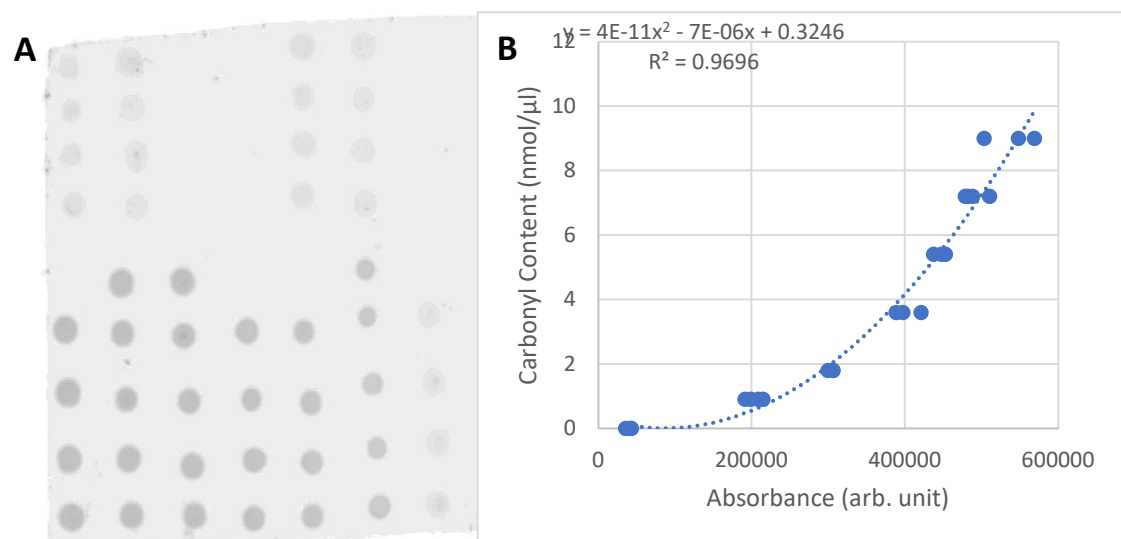 A
B
y = 4E-11x² - 7E-06x + 0.3246
R² = 0.9696
Carbonyl Content (nmol/µl)
12
10
8
6
4
2
0
0 200000 400000 600000
Absorbance (arb. unit)